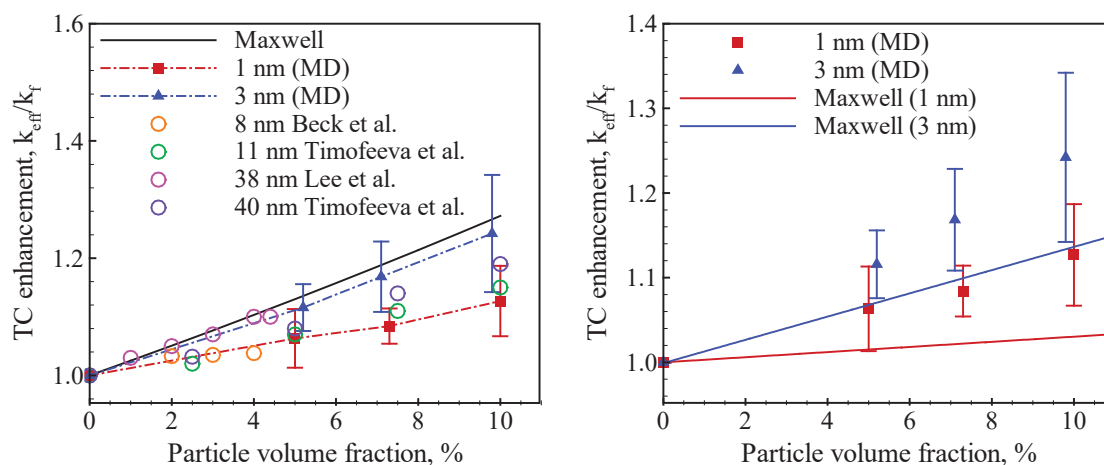 1.6
1.4
1.2
1.0
TC enhancement, k_eff/k_f
Maxwell
1 nm (MD)
3 nm (MD)
8 nm Beck et al.
11 nm Timofeeva et al.
38 nm Lee et al.
40 nm Timofeeva et al.
0 2 4 6 8 10
Particle volume fraction, %
1.4
1.3
1.2
1.1
1.0
TC enhancement, k_eff/k_f
1 nm (MD)
3 nm (MD)
Maxwell (1 nm)
Maxwell (3 nm)
0 2 4 6 8 10
Particle volume fraction, %